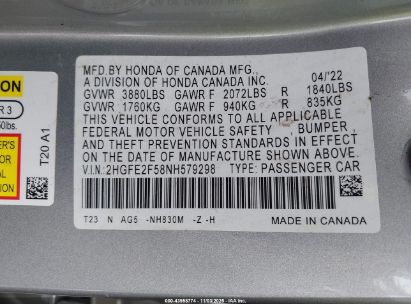 ION
R 3
50lbs.
T20 A1
MFD.BY HONDA OF CANADA MFG.,
A DIVISION OF HONDA CANADA INC. 04/'22
GVWR 3880LBS GAWR F 2072LBS R 1840LBS
GVWR 1760KG GAWR F 940KG R 835KG
THIS VEHICLE CONFORMS TO ALL APPLICABLE
FEDERAL MOTOR VEHICLE SAFETY , BUMPER ,
AND THEFT PREVENTION STANDARDS IN EFFECT ON THE
DATE OF MANUFACTURE SHOWN ABOVE.
V.I.N.:2HGFE2F58NH579298 TYPE: PASSENGER CAR
T23 N AG5 -NH830M -Z -H
MADE IN CANADA